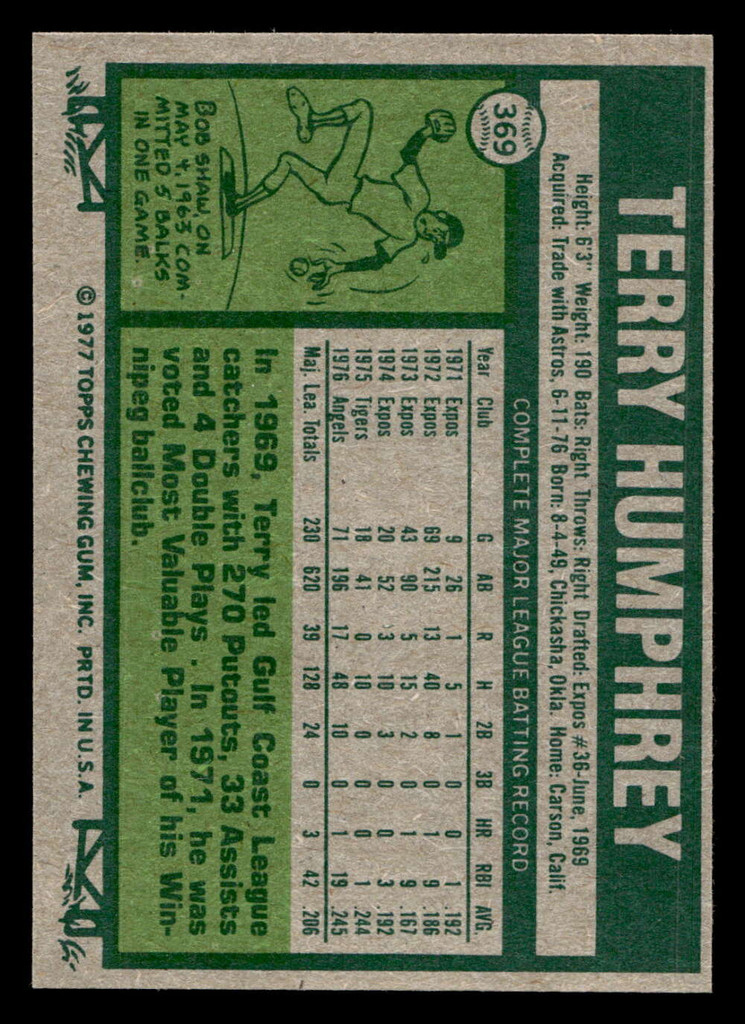 369
TERRY HUMPHREY
Height: 6'3" Weight: 190 Bats: Right Throws: Right Drafted: Expos #36-June, 1969
Acquired: Trade with Astros, 6-11-76 Born: 8-4-49, Chickasha, Okla. Home: Carson, Calif.
COMPLETE MAJOR LEAGUE BATTING RECORD
Year Club G AB R H 2B 3B HR RBI AVG.
1971 Expos 9 26 1 5 1 0 0 1 .192
1972 Expos 69 215 13 40 8 0 1 9 .186
1973 Expos 43 90 5 15 2 0 1 9 .167
1974 Expos 20 52 3 10 3 0 0 3 .192
1975 Tigers 18 41 0 10 0 0 0 1 .244
1976 Angels 71 196 17 48 10 0 1 19 .245
Maj. Lea. Totals 230 620 39 128 24 0 3 42 .206
BOB SHAW, ON
MAY 4, 1963 COM-
MITTED 5 BALKS
IN ONE GAME.
In 1969, Terry led Gulf Coast League
catchers with 270 Putouts, 33 Assists
and 4 Double Plays . In 1971, he was
voted Most Valuable Player of his Win-
nipeg ballclub.
© 1977 TOPPS CHEWING GUM, INC. PRTD. IN U.S.A.